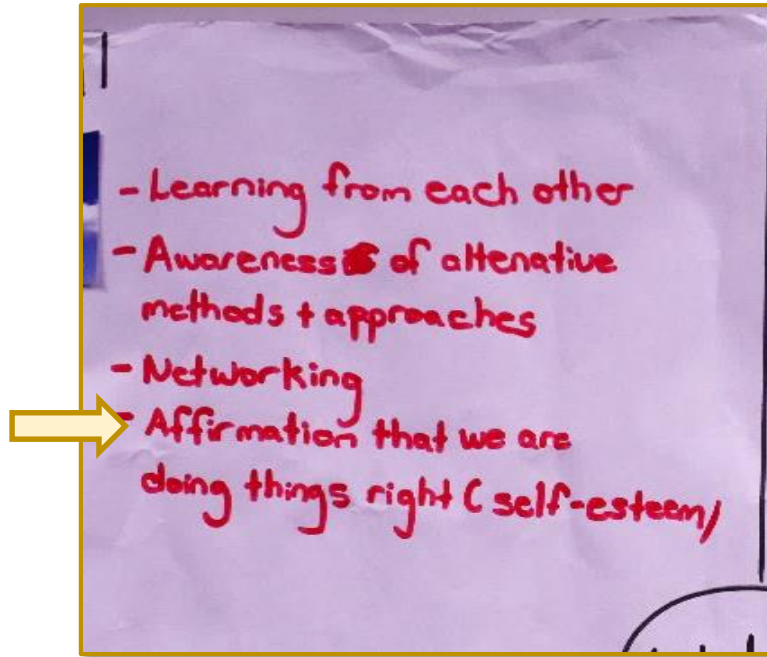 - Learning from each other
- Awareness of altenative
methods + approaches
- Networking
- Affirmation that we are
doing things right ( self-esteem/